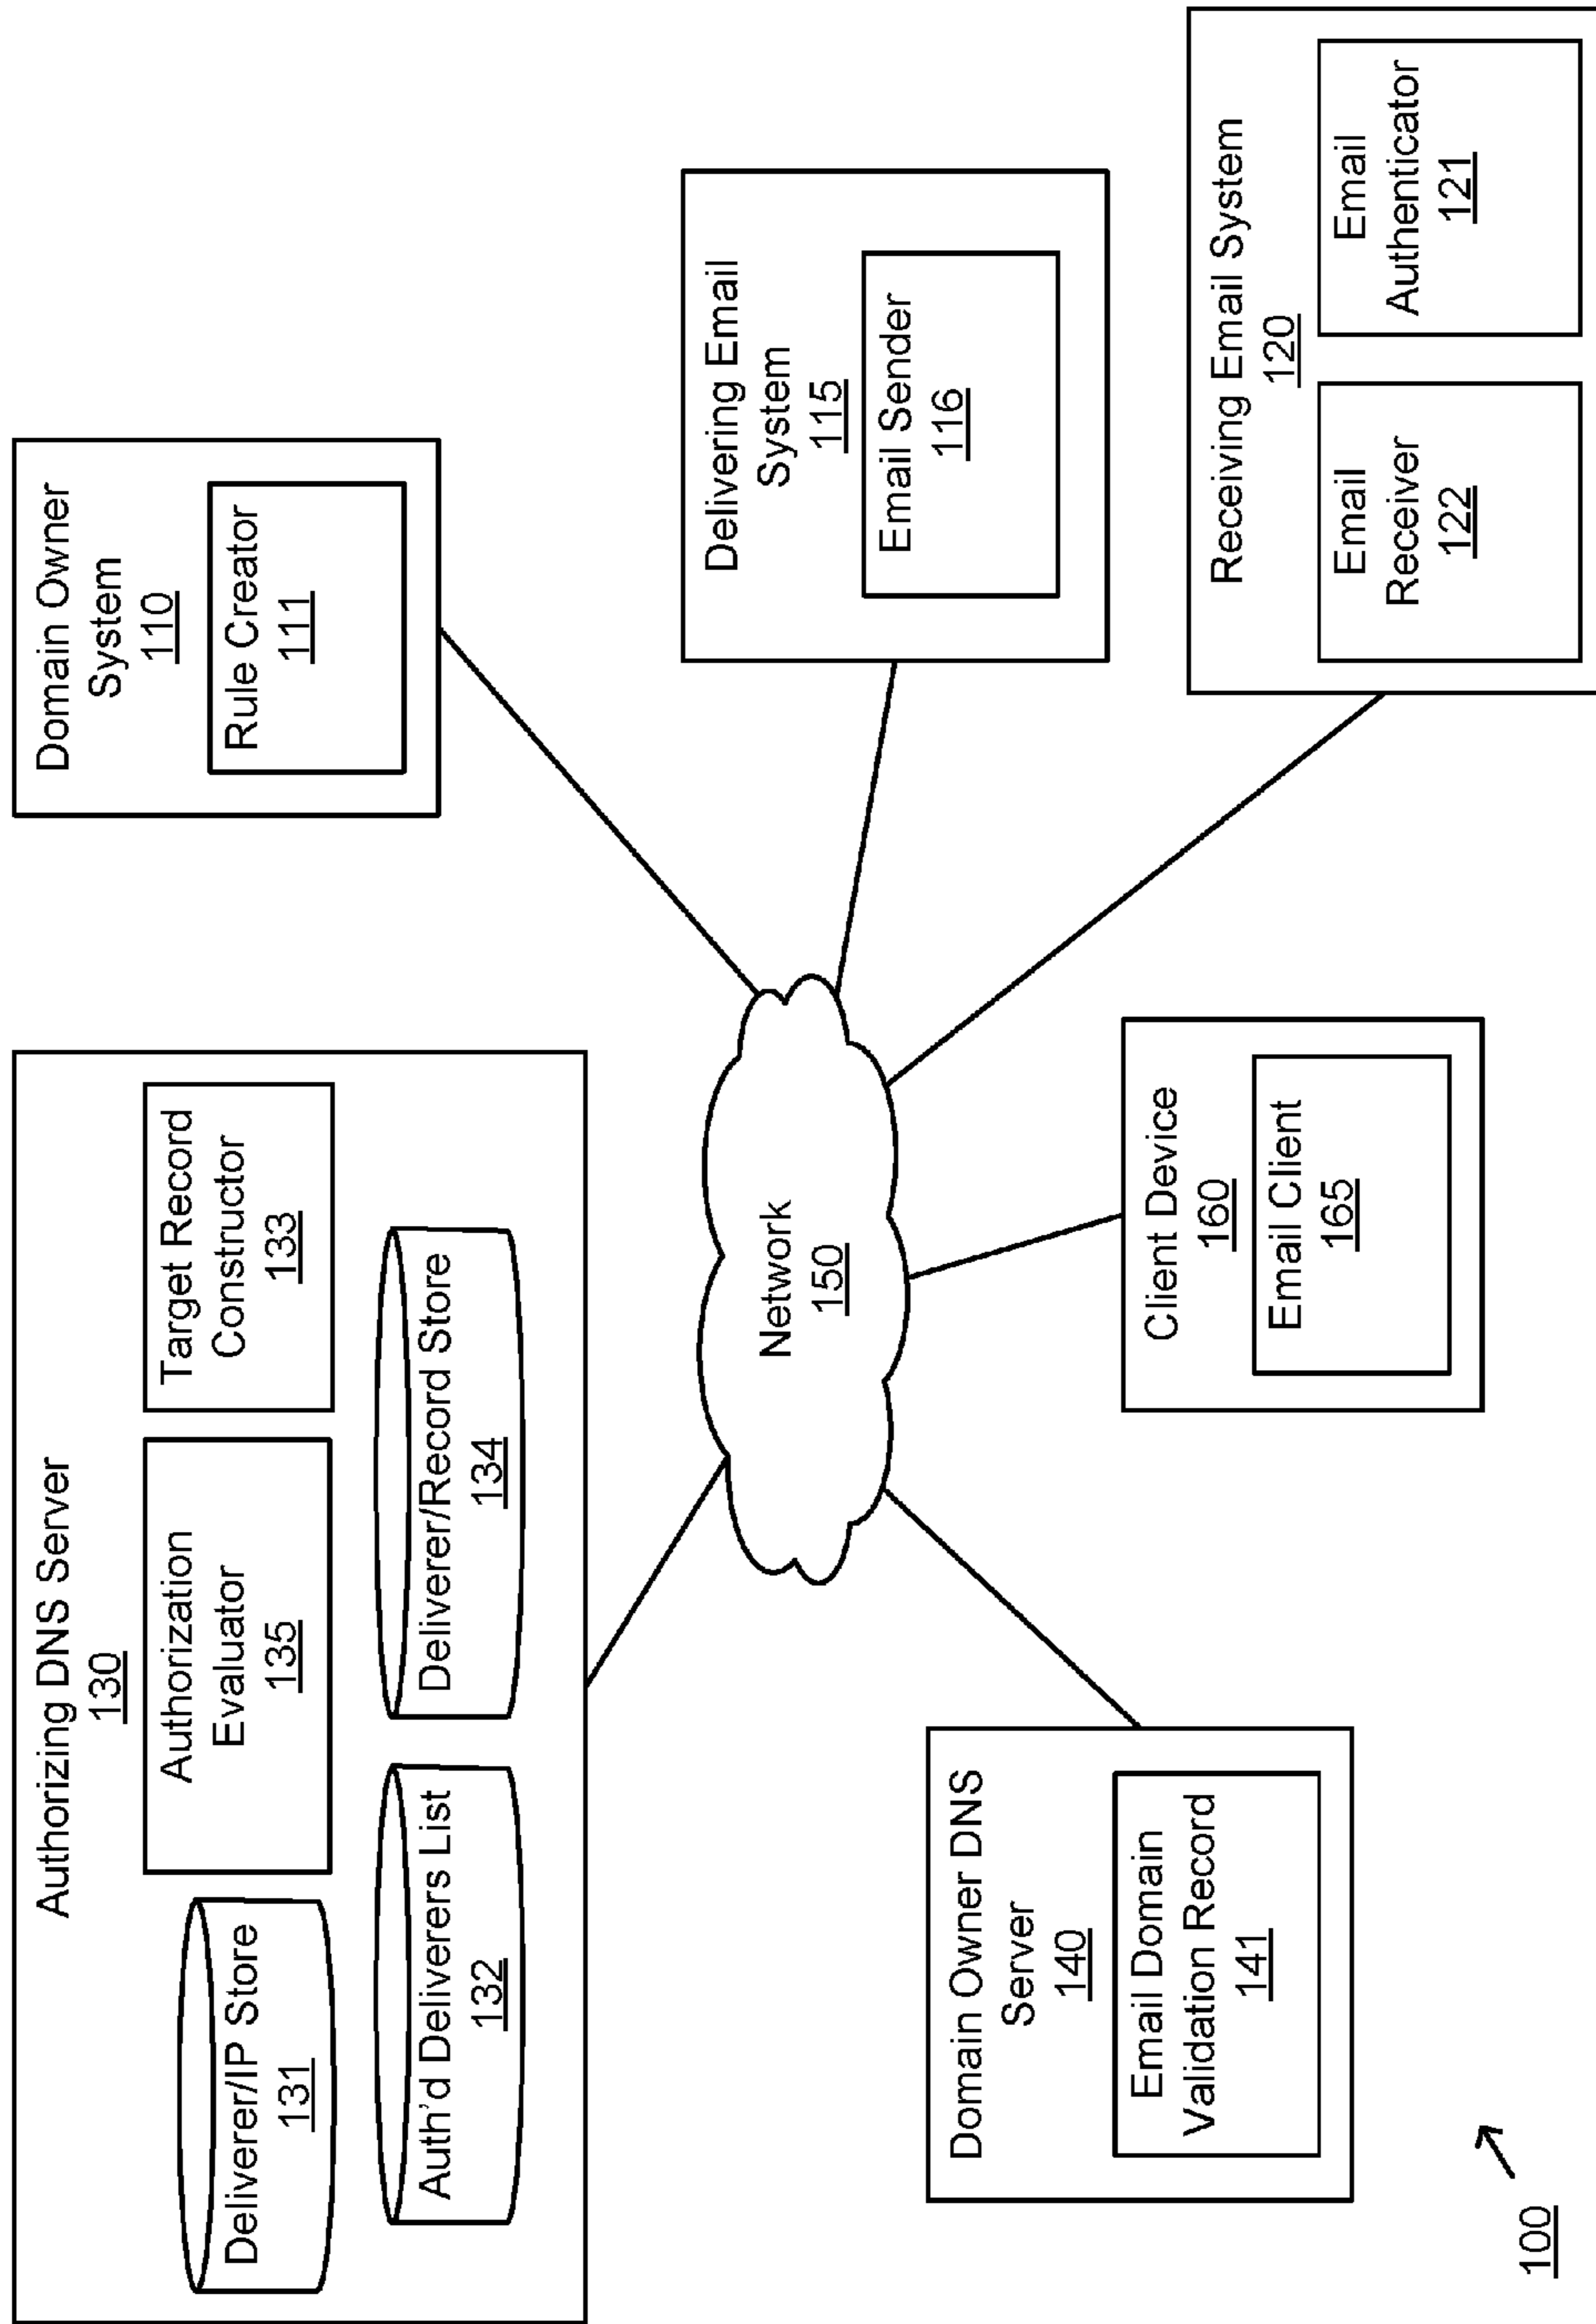 Authorizing DNS Server
130
Deliverer/IP Store
131
Authorization
Evaluator
135
Target Record
Constructor
133
Auth'd Deliverers List
132
Deliverer/Record Store
134
Domain Owner
System
110
Rule Creator
111
Delivering Email
System
115
Email Sender
116
Network
150
Domain Owner DNS
Server
140
Email Domain
Validation Record
141
Client Device
160
Email Client
165
Receiving Email System
120
Email
Receiver
122
Email
Authenticator
121
100